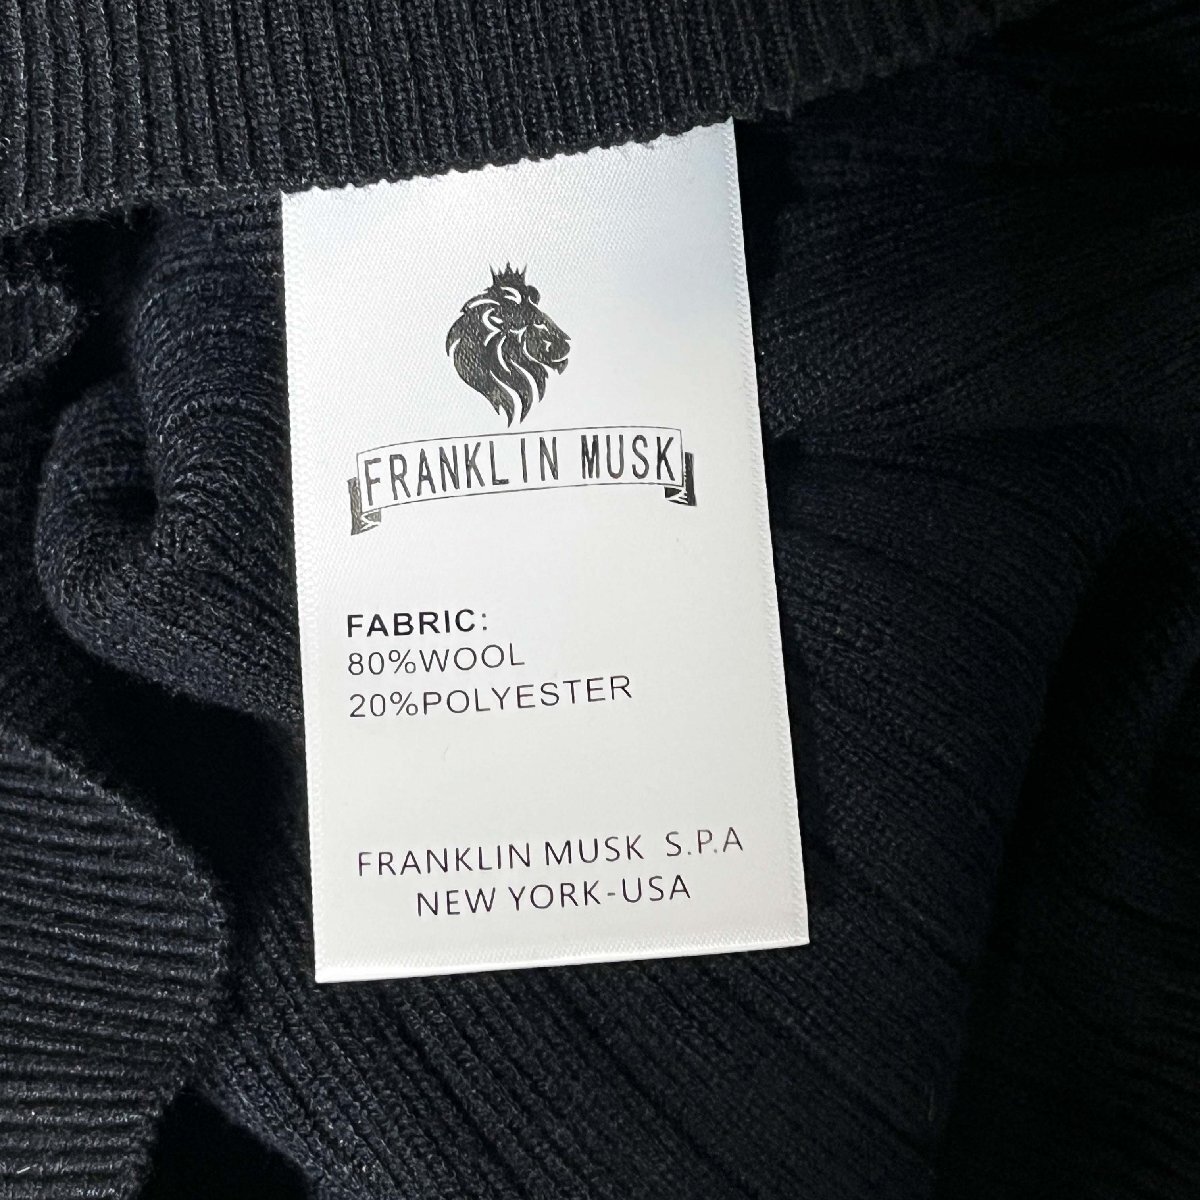 FRANKLIN MUSK
FABRIC:
80%WOOL
20%POLYESTER
FRANKLIN MUSK S.P.A
NEW YORK-USA